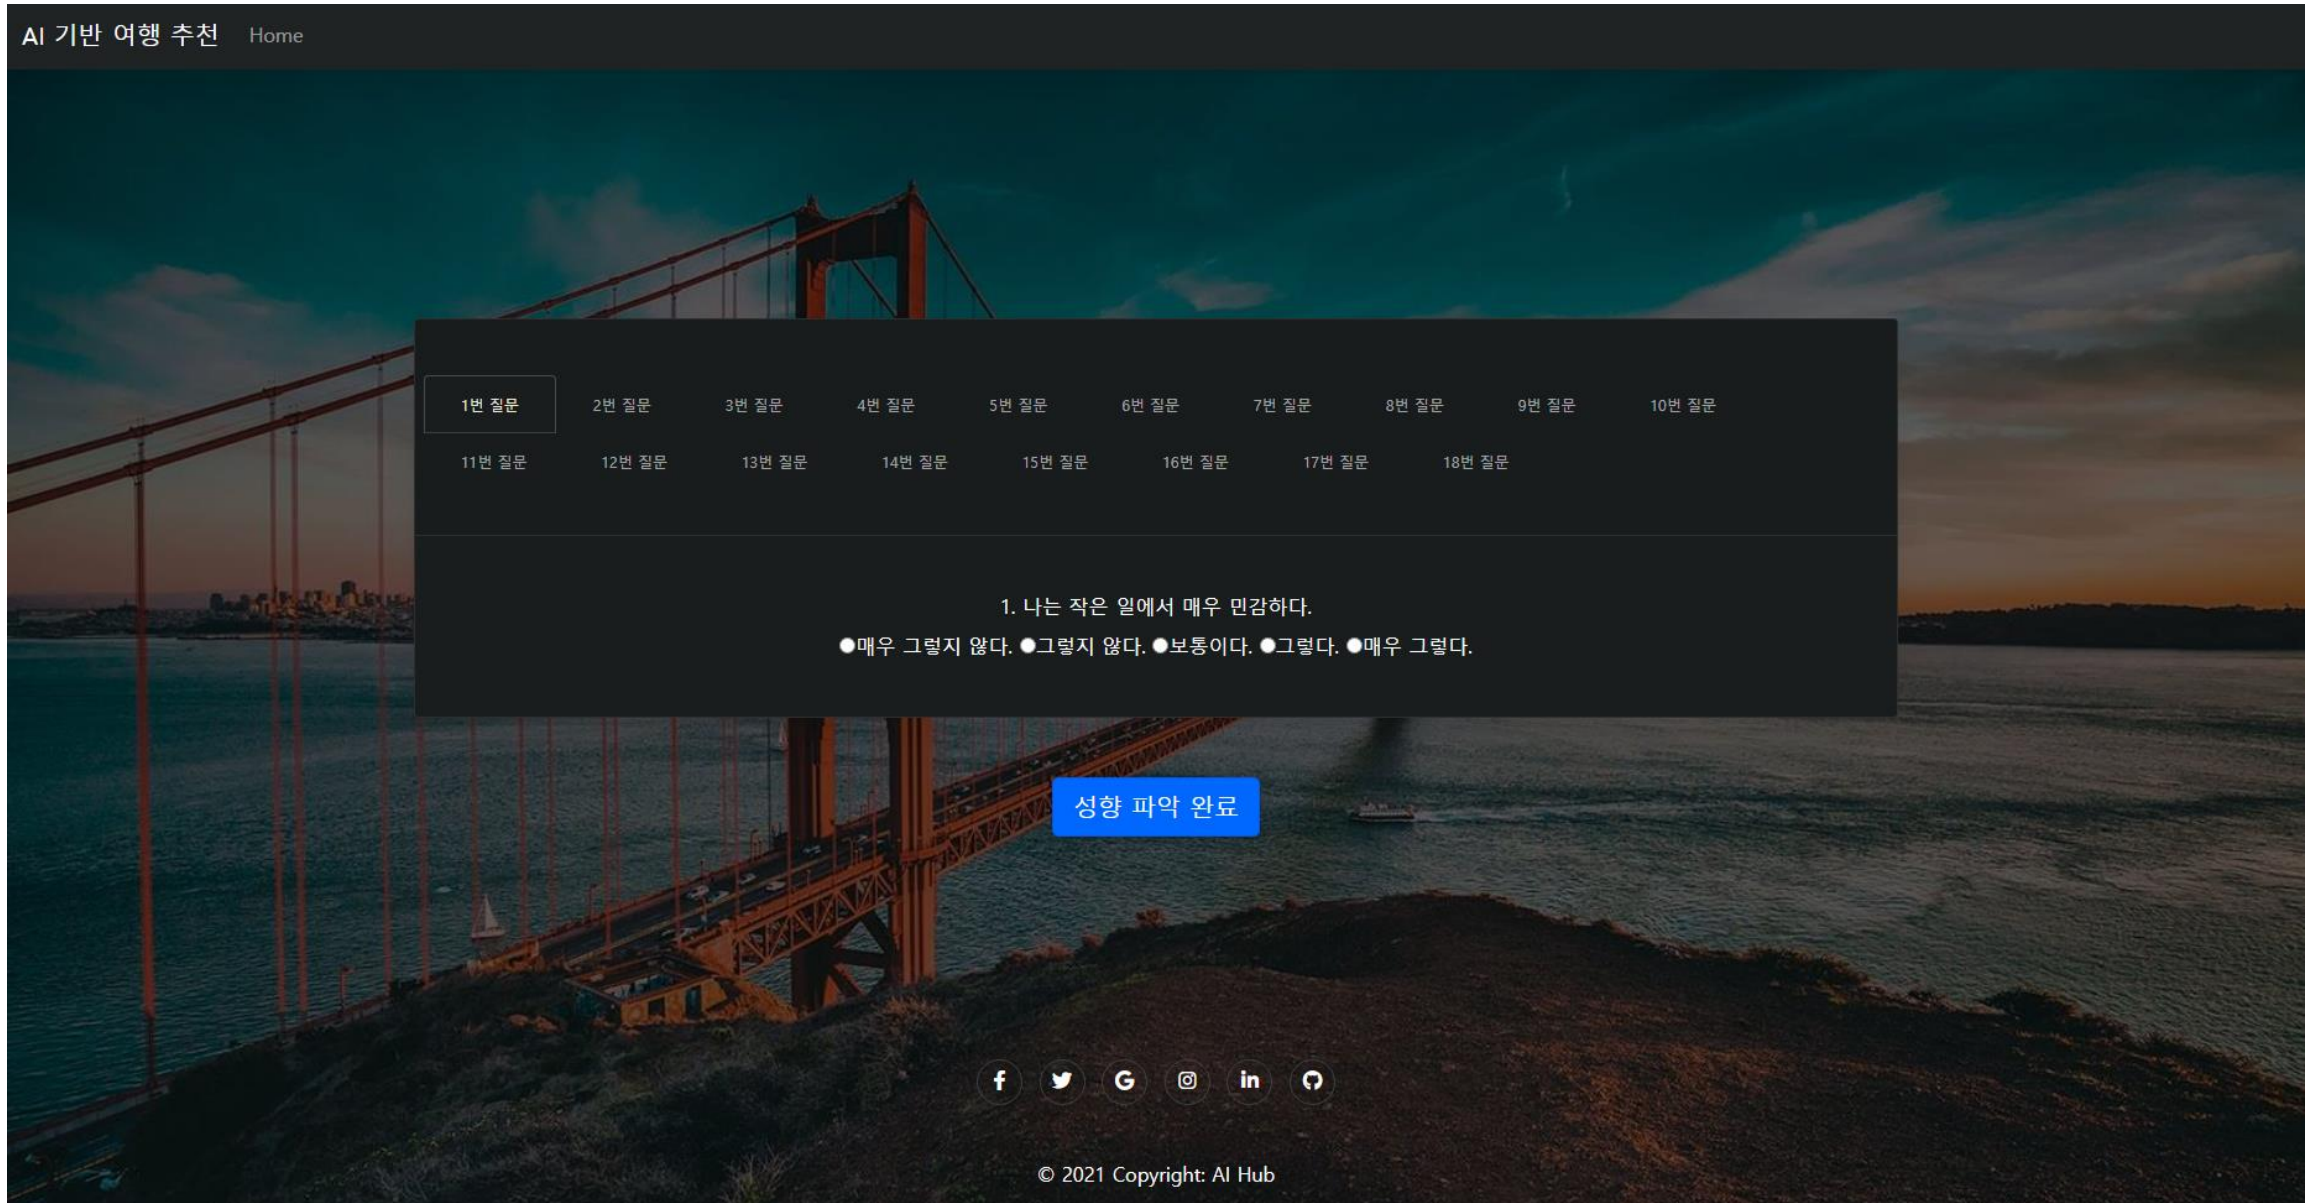 AI 기반 여행 추천 Home
1번 질문 2번 질문 3번 질문 4번 질문 5번 질문 6번 질문 7번 질문 8번 질문 9번 질문 10번 질문
11번 질문 12번 질문 13번 질문 14번 질문 15번 질문 16번 질문 17번 질문 18번 질문
1. 나는 작은 일에서 매우 민감하다.
매우 그렇지 않다. 그렇지 않다. 보통이다. 그렇다. 매우 그렇다.
성향 파악 완료
© 2021 Copyright: AI Hub